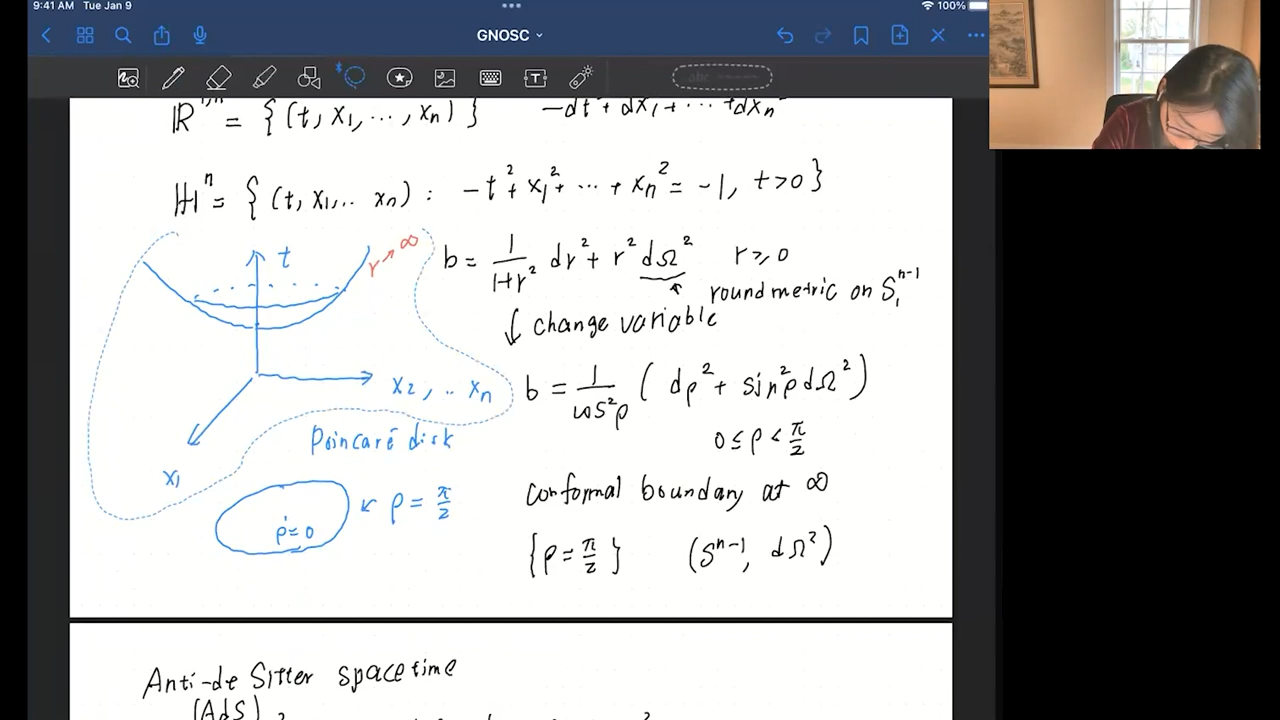 9:41 AM Tue Jan 9
100%
GNOSC
ℝ¹,ⁿ = { (t, x₁, ⋯, xₙ) } -dt² + dx₁² + ⋯ + dxₙ²
ℍⁿ = { (t, x₁, .. xₙ) : -t² + x₁² + ⋯ + xₙ² = -1, t > 0 }
t
r → ∞
b = 1/(1+r²) dr² + r² dΩ² r ≥ 0
round metric on S₁ⁿ⁻¹
↓ change variable
x₂, .. xₙ
x₁
b = 1/cos²ρ ( dρ² + sin²ρ dΩ² )
0 ≤ ρ < π/2
Poincaré disk
ρ = 0
↙ ρ = π/2
conformal boundary at ∞
{ ρ = π/2 } (Sⁿ⁻¹, dΩ²)
Anti-de Sitter spacetime
(AdS)